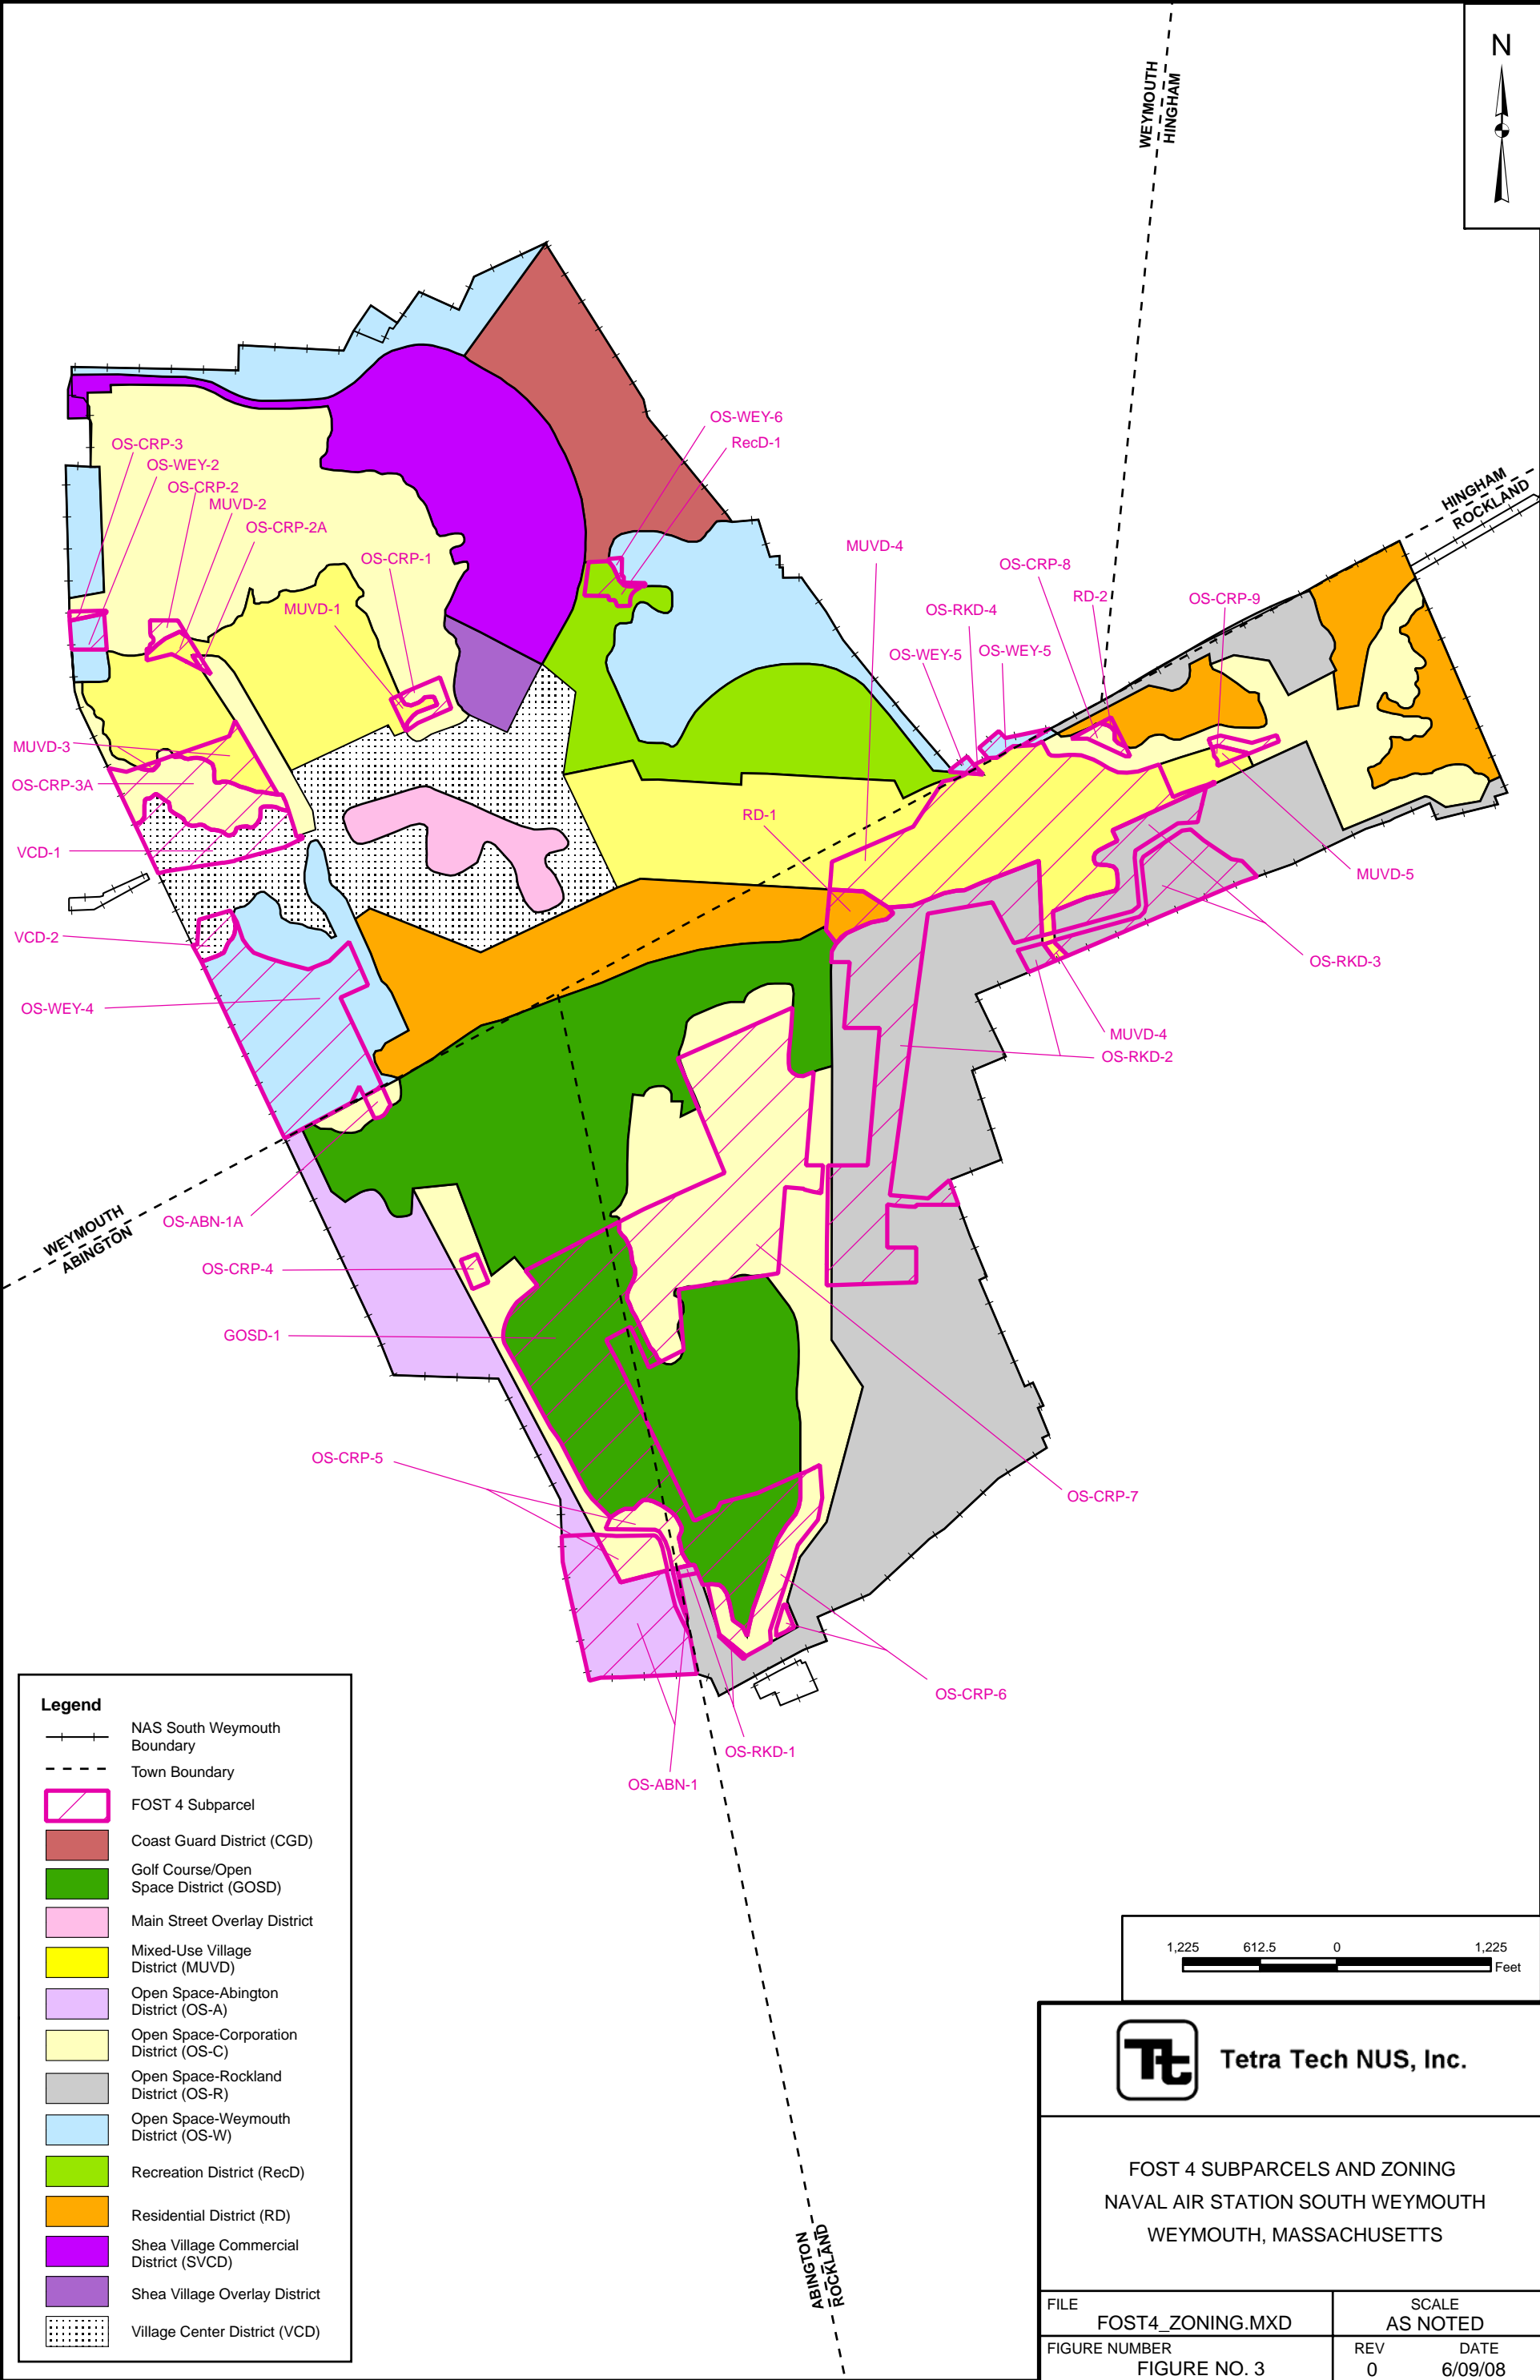 N
WEYMOUTH
HINGHAM
OS-WEY-6
RecD-1
OS-CRP-3
OS-WEY-2
OS-CRP-2
MUVD-2
OS-CRP-2A
OS-CRP-1
MUVD-1
HINGHAM
ROCKLAND
MUVD-4
OS-CRP-8
RD-2
OS-CRP-9
OS-RKD-4
OS-WEY-5
OS-WEY-5
MUVD-3
OS-CRP-3A
VCD-1
RD-1
MUVD-5
VCD-2
OS-RKD-3
OS-WEY-4
MUVD-4
OS-RKD-2
OS-ABN-1A
WEYMOUTH
ABINGTON
OS-CRP-4
GOSD-1
OS-CRP-5
OS-CRP-7
OS-CRP-6
OS-RKD-1
OS-ABN-1
Legend
NAS South Weymouth
Boundary
Town Boundary
FOST 4 Subparcel
Coast Guard District (CGD)
Golf Course/Open
Space District (GOSD)
Main Street Overlay District
Mixed-Use Village
District (MUVD)
Open Space-Abington
District (OS-A)
Open Space-Corporation
District (OS-C)
Open Space-Rockland
District (OS-R)
Open Space-Weymouth
District (OS-W)
Recreation District (RecD)
Residential District (RD)
Shea Village Commercial
District (SVCD)
Shea Village Overlay District
Village Center District (VCD)
ABINGTON
ROCKLAND
1,225 612.5 0 1,225
Feet
Tt
Tetra Tech NUS, Inc.
FOST 4 SUBPARCELS AND ZONING
NAVAL AIR STATION SOUTH WEYMOUTH
WEYMOUTH, MASSACHUSETTS
FILE
FOST4_ZONING.MXD
SCALE
AS NOTED
FIGURE NUMBER
FIGURE NO. 3
REV
0
DATE
6/09/08